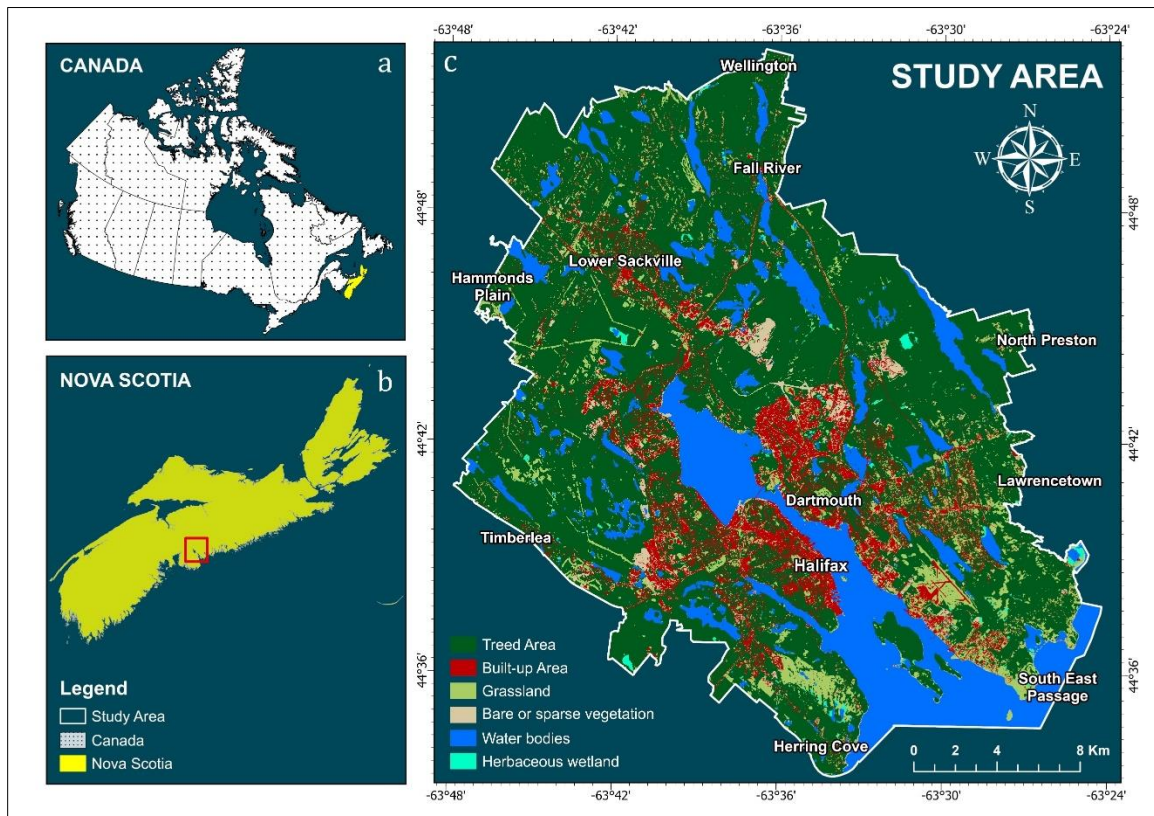 CANADA
a
NOVA SCOTIA
b
Legend
Study Area
Canada
Nova Scotia
-63°48'
-63°42'
-63°36'
-63°30'
-63°24'
c
STUDY AREA
N
W
E
S
Wellington
Fall River
44°48'
44°48'
Lower Sackville
Hammonds
Plain
North Preston
44°42'
44°42'
Dartmouth
Lawrencetown
Timberlea
Halifax
44°36'
44°36'
South East
Passage
Herring Cove
Treed Area
Built-up Area
Grassland
Bare or sparse vegetation
Water bodies
Herbaceous wetland
0 2 4 8 Km
-63°48'
-63°42'
-63°36'
-63°30'
-63°24'